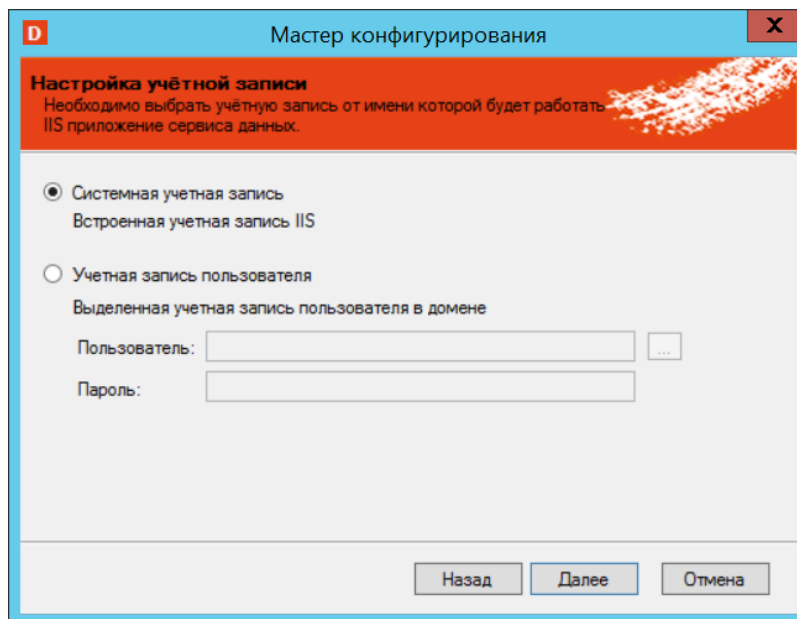 D
Мастер конфигурирования
X
Настройка учётной записи
Необходимо выбрать учётную запись от имени которой будет работать
IIS приложение сервиса данных.
Системная учетная запись
Встроенная учетная запись IIS
Учетная запись пользователя
Выделенная учетная запись пользователя в домене
Пользователь:
...
Пароль:
Назад Далее Отмена